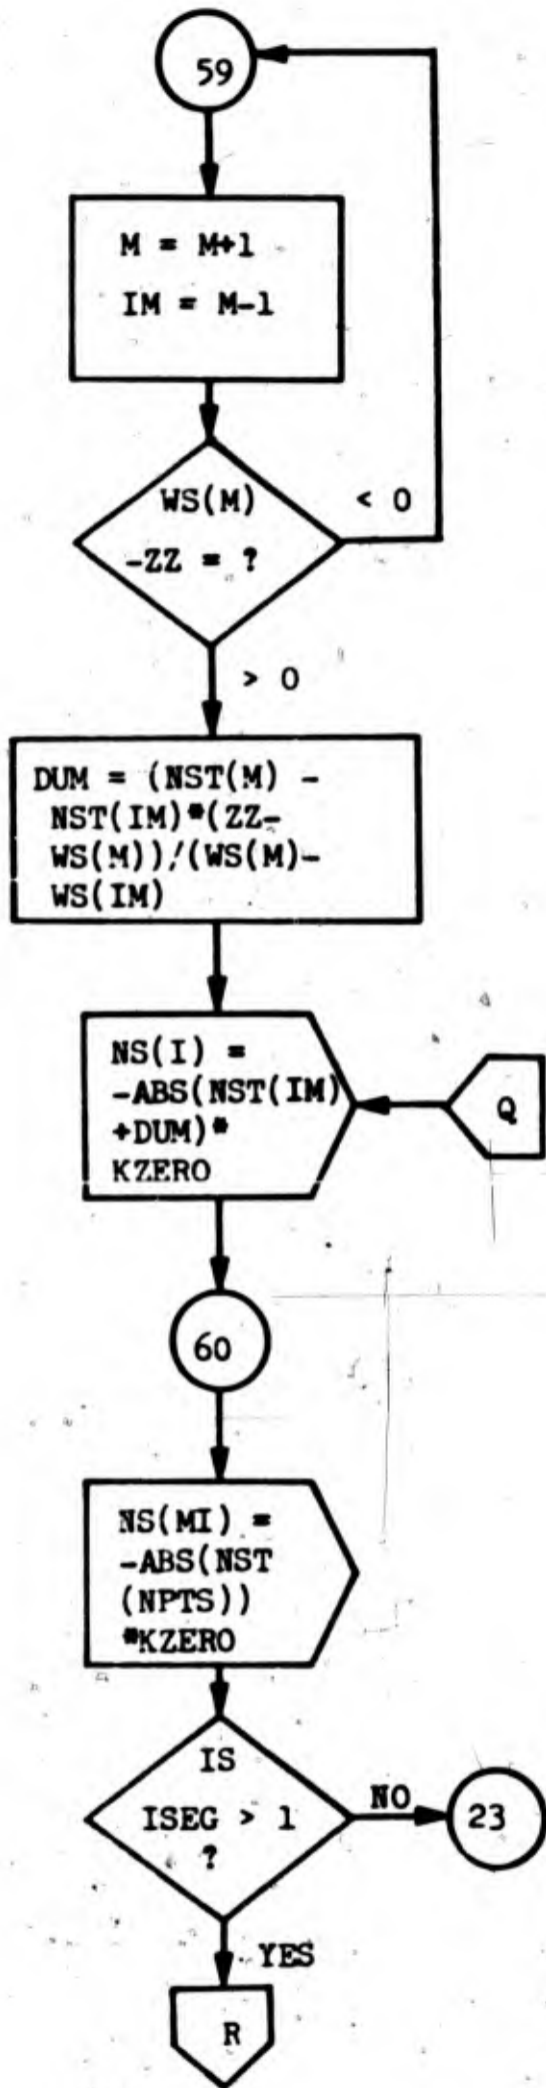 59
M = M+1
IM = M-1
WS(M)
-ZZ = ?
< 0
> 0
DUM = (NST(M) -
NST(IM)*(ZZ-
WS(M))/(WS(M)-
WS(IM)
NS(I) =
-ABS(NST(IM)
+DUM)*
KZERO
Q
60
NS(MI) =
-ABS(NST
(NPTS))
*KZERO
IS
ISEG > 1
?
NO
23
YES
R